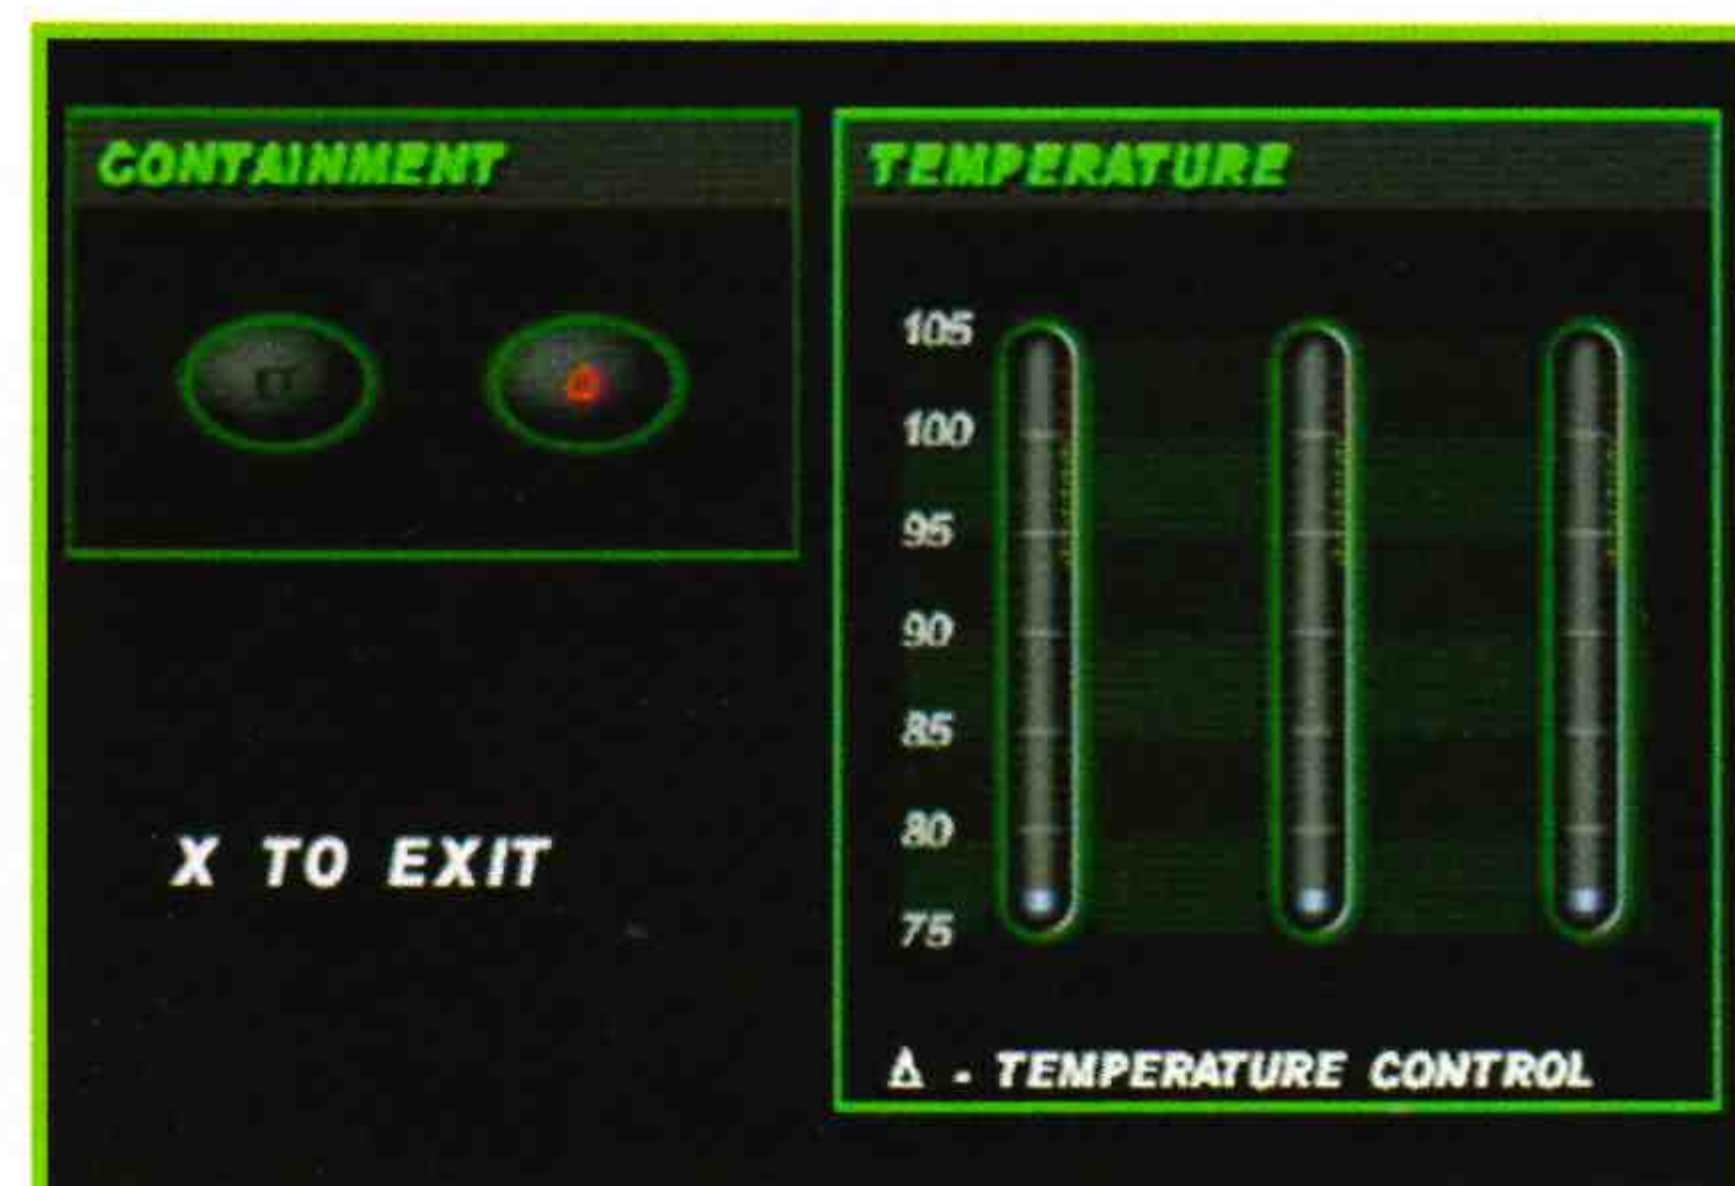 CONTAINMENT
X TO EXIT
TEMPERATURE
105
100
95
90
85
80
75
Δ - TEMPERATURE CONTROL